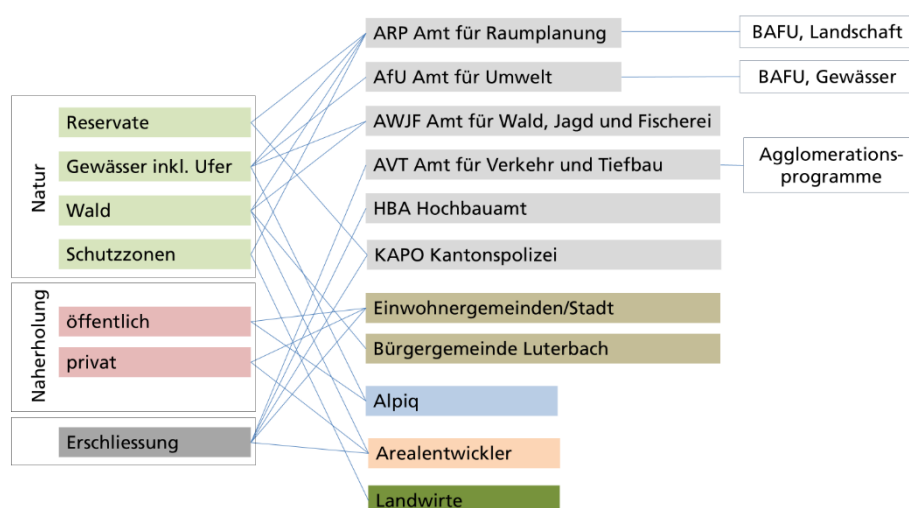 Natur
Reservate
Gewässer inkl. Ufer
Wald
Schutzzonen
Naherholung
öffentlich
privat
Erschliessung
ARP Amt für Raumplanung
AfU Amt für Umwelt
AWJF Amt für Wald, Jagd und Fischerei
AVT Amt für Verkehr und Tiefbau
HBA Hochbauamt
KAPO Kantonspolizei
Einwohnergemeinden/Stadt
Bürgergemeinde Luterbach
Alpiq
Arealentwickler
Landwirte
BAFU, Landschaft
BAFU, Gewässer
Agglomerations-
programme